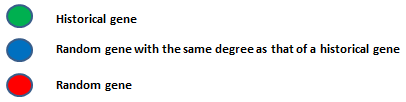 Historical gene
Random gene with the same degree as that of a historical gene
Random gene